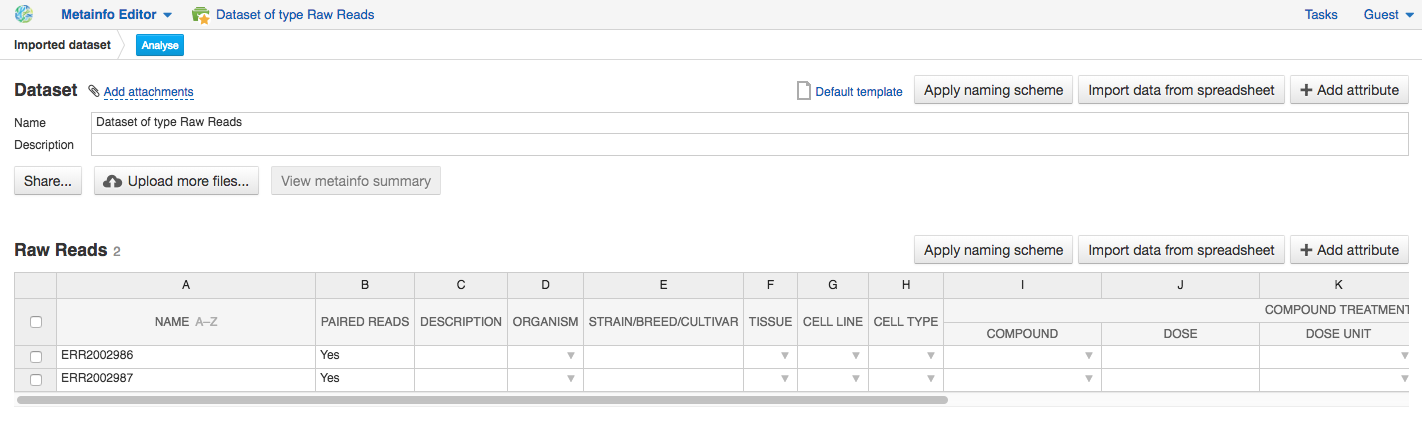 Metainfo Editor Dataset of type Raw Reads Tasks Guest
Imported dataset Analyse
Dataset Add attachments Default template Apply naming scheme Import data from spreadsheet + Add attribute
Name Dataset of type Raw Reads
Description
Share... Upload more files... View metainfo summary
Raw Reads 2 Apply naming scheme Import data from spreadsheet + Add attribute
A B C D E F G H I J K
NAME A–Z PAIRED READS DESCRIPTION ORGANISM STRAIN/BREED/CULTIVAR TISSUE CELL LINE CELL TYPE COMPOUND TREATMENT
COMPOUND DOSE DOSE UNIT
ERR2002986 Yes
ERR2002987 Yes